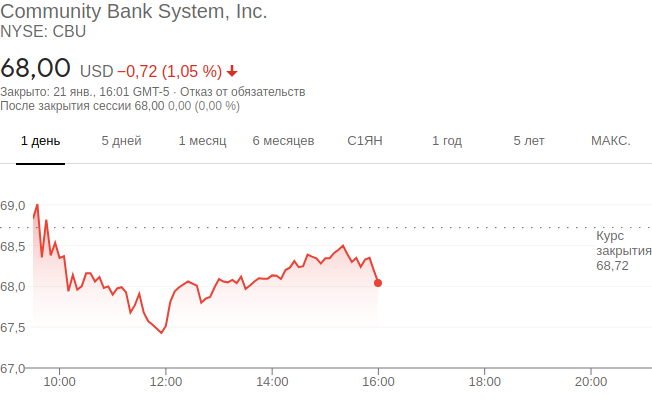 Community Bank System, Inc.
NYSE: CBU
68,00 USD −0,72 (1,05 %)
Закрыто: 21 янв., 16:01 GMT-5 · Отказ от обязательств
После закрытия сессии 68,00 0,00 (0,00 %)
1 день 5 дней 1 месяц 6 месяцев С1ЯН 1 год 5 лет МАКС.
69,0
68,5
68,0
67,5
67,0
Курс
закрытия
68,72
10:00 12:00 14:00 16:00 18:00 20:00